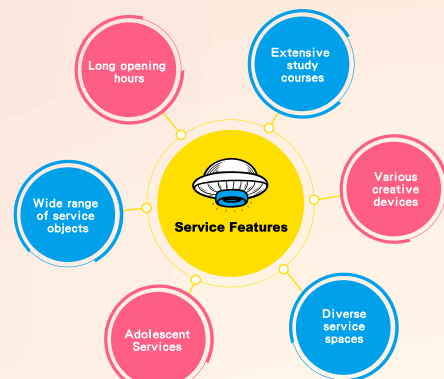 Long opening
hours
Extensive
study
courses
Various
creative
devices
Diverse
service
spaces
Adolescent
Services
Wide range
of service
objects
Service Features